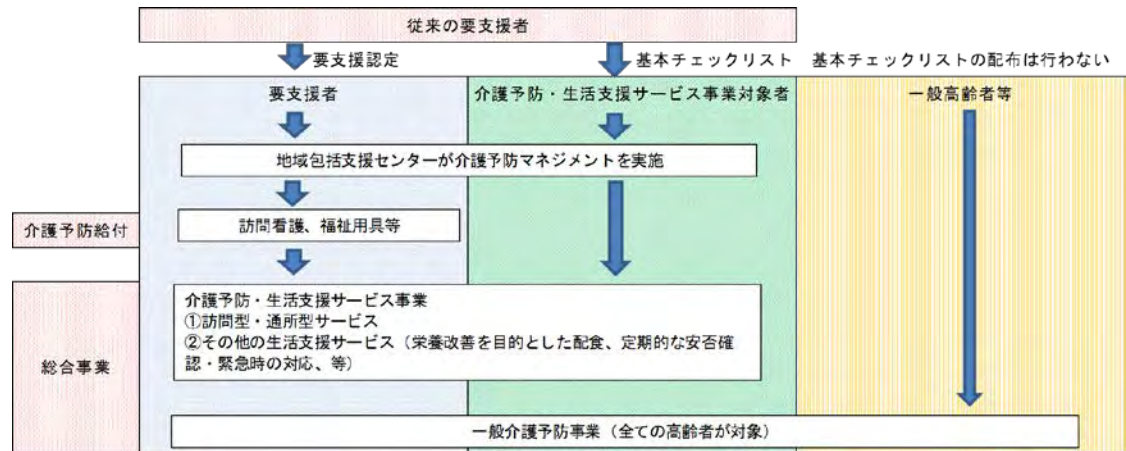 従来の要支援者
要支援認定
基本チェックリスト
基本チェックリストの配布は行わない
要支援者
介護予防・生活支援サービス事業対象者
一般高齢者等
地域包括支援センターが介護予防マネジメントを実施
介護予防給付
訪問看護、福祉用具等
総合事業
介護予防・生活支援サービス事業
①訪問型・通所型サービス
②その他の生活支援サービス（栄養改善を目的とした配食、定期的な安否確
認・緊急時の対応、等）
一般介護予防事業（全ての高齢者が対象）